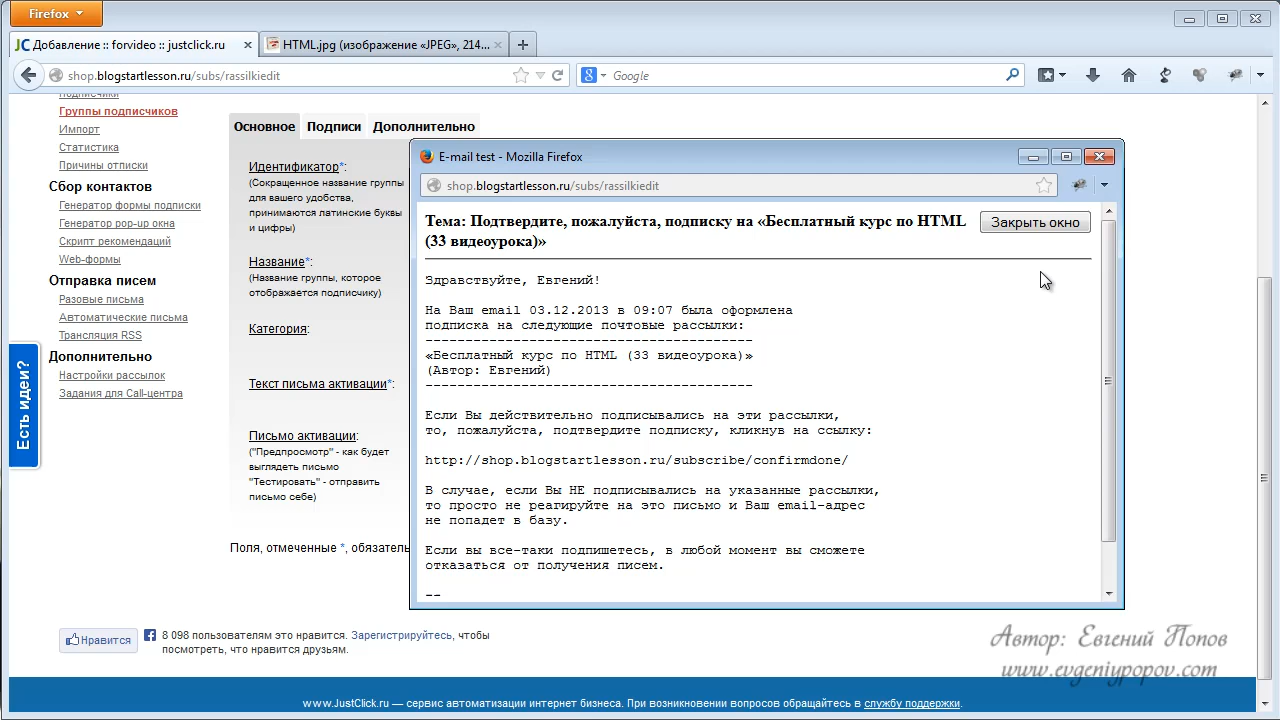 Firefox
Добавление :: forvideo :: justclick.ru
HTML.jpg (изображение «JPEG», 214...
shop.blogstartlesson.ru/subs/rassilkiedit
Google
Подписчики
Группы подписчиков
Импорт
Статистика
Причины отписки
Сбор контактов
Генератор формы подписки
Генератор pop-up окна
Скрипт рекомендаций
Web-формы
Отправка писем
Разовые письма
Автоматические письма
Трансляция RSS
Дополнительно
Настройки рассылок
Задания для Call-центра
Есть идеи?
Основное Подписи Дополнительно
Идентификатор*:
(Сокращенное название группы
для вашего удобства,
принимаются латинские буквы
и цифры)
Название*:
(Название группы, которое
отображается подписчику)
Категория:
Текст письма активации*:
Письмо активации:
("Предпросмотр" - как будет
выглядеть письмо
"Тестировать" - отправить
письмо себе)
Поля, отмеченные *, обязатель
E-mail test - Mozilla Firefox
shop.blogstartlesson.ru/subs/rassilkiedit
Тема: Подтвердите, пожалуйста, подписку на «Бесплатный курс по HTML
(33 видеоурока)»
Закрыть окно
Здравствуйте, Евгений!
На Ваш email 03.12.2013 в 09:07 была оформлена
подписка на следующие почтовые рассылки:
-------------------------------------------
«Бесплатный курс по HTML (33 видеоурока)»
(Автор: Евгений)
-------------------------------------------
Если Вы действительно подписывались на эти рассылки,
то, пожалуйста, подтвердите подписку, кликнув на ссылку:
http://shop.blogstartlesson.ru/subscribe/confirmdone/
В случае, если Вы НЕ подписывались на указанные рассылки,
то просто не реагируйте на это письмо и Ваш email-адрес
не попадет в базу.
Если вы все-таки подпишетесь, в любой момент вы сможете
отказаться от получения писем.
--
Нравится
8 098 пользователям это нравится. Зарегистрируйтесь, чтобы
посмотреть, что нравится друзьям.
Автор: Евгений Попов
www.evgeniypopov.com
www.JustClick.ru — сервис автоматизации интернет бизнеса. При возникновении вопросов обращайтесь в службу поддержки.